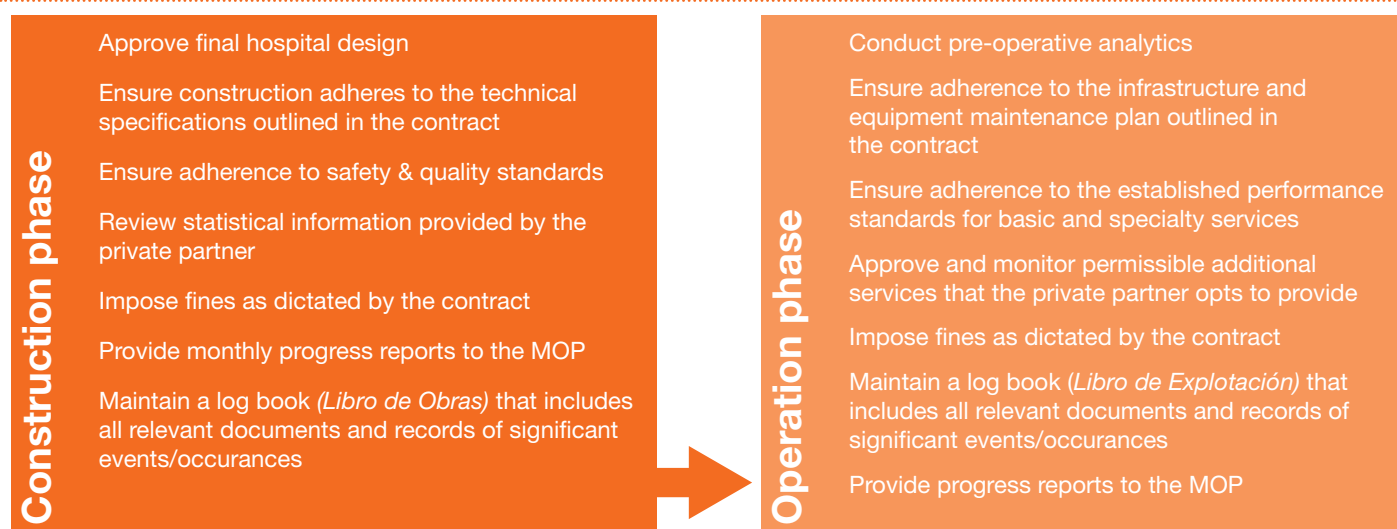 Construction phase
Approve final hospital design
Ensure construction adheres to the technical
specifications outlined in the contract
Ensure adherence to safety & quality standards
Review statistical information provided by the
private partner
Impose fines as dictated by the contract
Provide monthly progress reports to the MOP
Maintain a log book (Libro de Obras) that includes
all relevant documents and records of significant
events/occurances
Operation phase
Conduct pre-operative analytics
Ensure adherence to the infrastructure and
equipment maintenance plan outlined in
the contract
Ensure adherence to the established performance
standards for basic and specialty services
Approve and monitor permissible additional
services that the private partner opts to provide
Impose fines as dictated by the contract
Maintain a log book (Libro de Explotación) that
includes all relevant documents and records of
significant events/occurances
Provide progress reports to the MOP